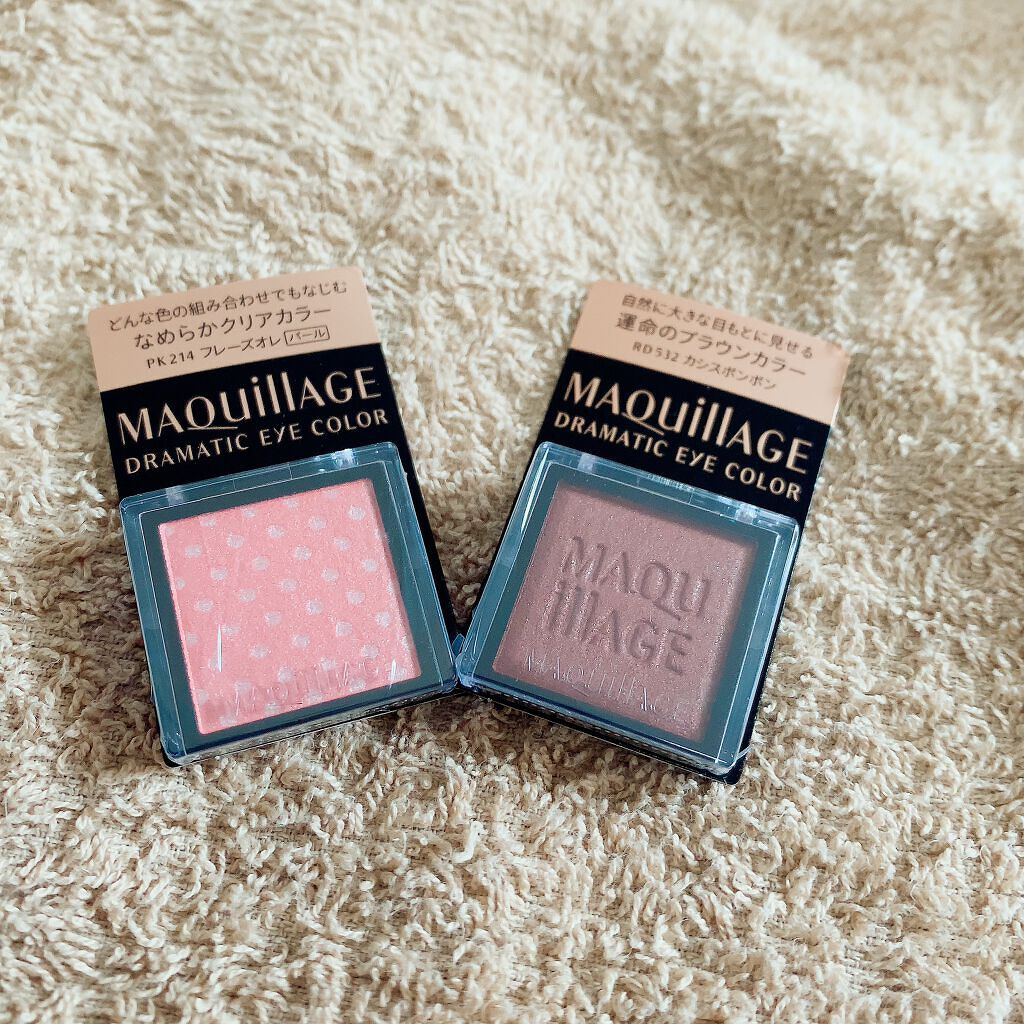 どんな色の組み合わせでもなじむ
なめらかクリアカラー
PK214 フレーズオレ パール
MAQuillAGE
DRAMATIC EYE COLOR
MAQuillAGE
自然に大きな目もとに見せる
運命のブラウンカラー
RD532 カシスボンボン
MAQuillAGE
DRAMATIC EYE COLOR
MAQU
illAGE
MAQuillAGE